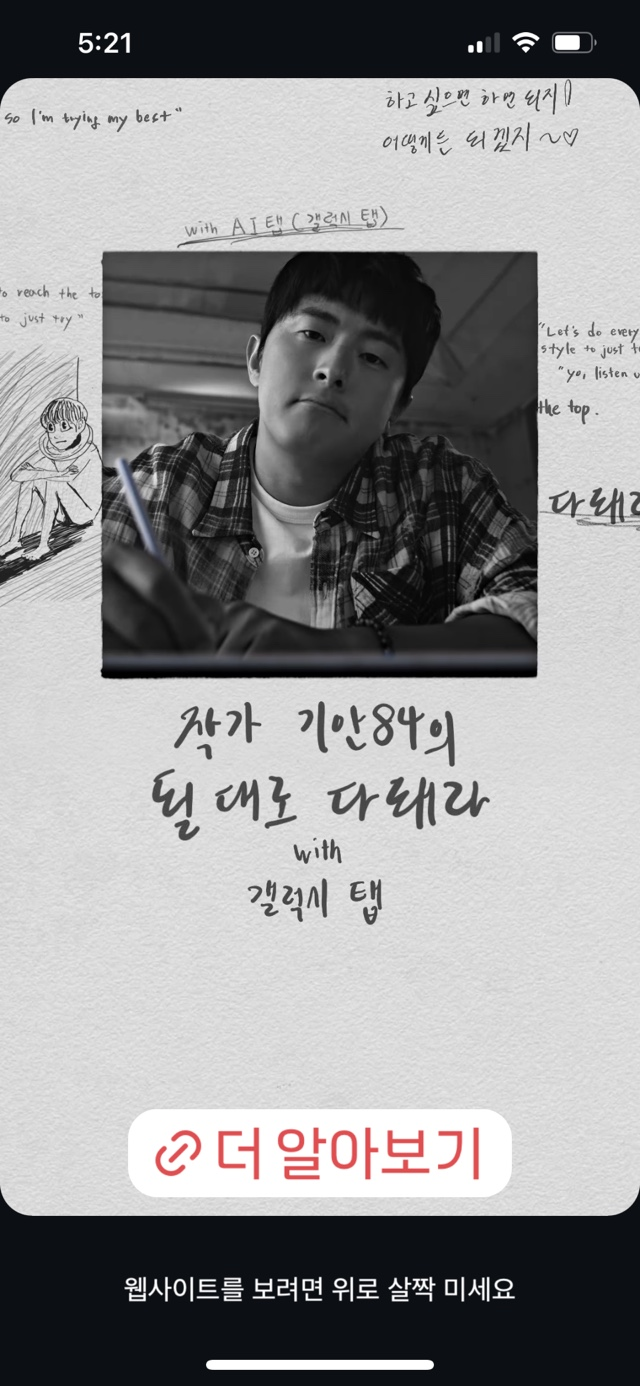 5:21
so I'm trying my best"
하고 싶으면 하면 되지!
어떻게든 되겠지~♡
with AI탭 (갤럭시 탭)
to reach the to
to just try"
"Let's do every
style to just t
"yo, listen u
the top.
다 돼라
작가 기안84의
될 대로 다 돼라
with
갤럭시 탭
더 알아보기
웹사이트를 보려면 위로 살짝 미세요